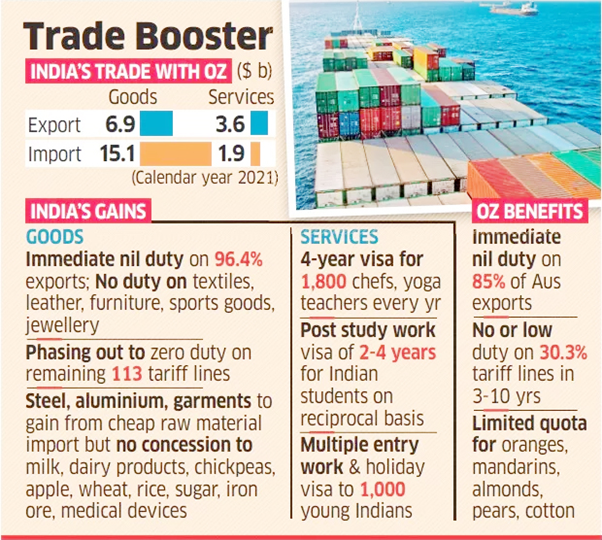 Trade Booster
INDIA'S TRADE WITH OZ ($ b)
Goods Services
Export 6.9 3.6
Import 15.1 1.9
(Calendar year 2021)
INDIA'S GAINS
GOODS
Immediate nil duty on 96.4%
exports; No duty on textiles,
leather, furniture, sports goods,
jewellery
Phasing out to zero duty on
remaining 113 tariff lines
Steel, aluminium, garments to
gain from cheap raw material
import but no concession to
milk, dairy products, chickpeas,
apple, wheat, rice, sugar, iron
ore, medical devices
SERVICES
4-year visa for
1,800 chefs, yoga
teachers every yr
Post study work
visa of 2-4 years
for Indian
students on
reciprocal basis
Multiple entry
work & holiday
visa to 1,000
young Indians
OZ BENEFITS
Immediate
nil duty on
85% of Aus
exports
No or low
duty on 30.3%
tariff lines in
3-10 yrs
Limited quota
for oranges,
mandarins,
almonds,
pears, cotton